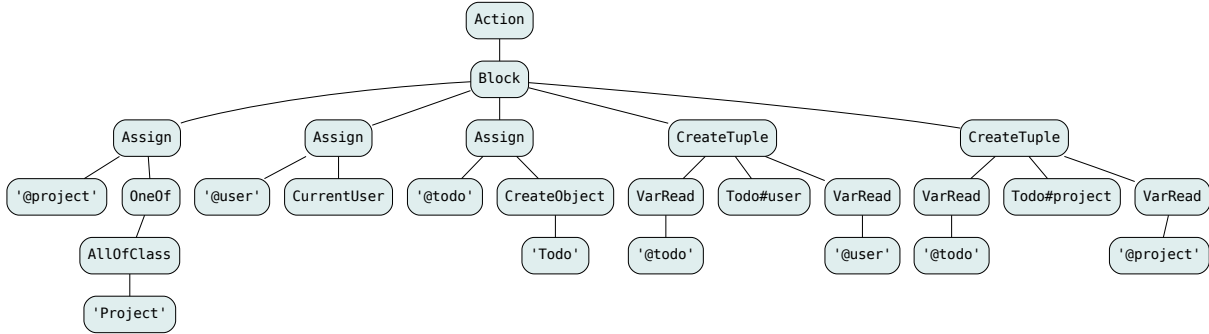 Action
Block
Assign Assign Assign CreateTuple CreateTuple
'@project' OneOf '@user' CurrentUser '@todo' CreateObject VarRead Todo#user VarRead VarRead Todo#project VarRead
AllOfClass 'Todo' '@todo' '@user' '@todo' '@project'
'Project'